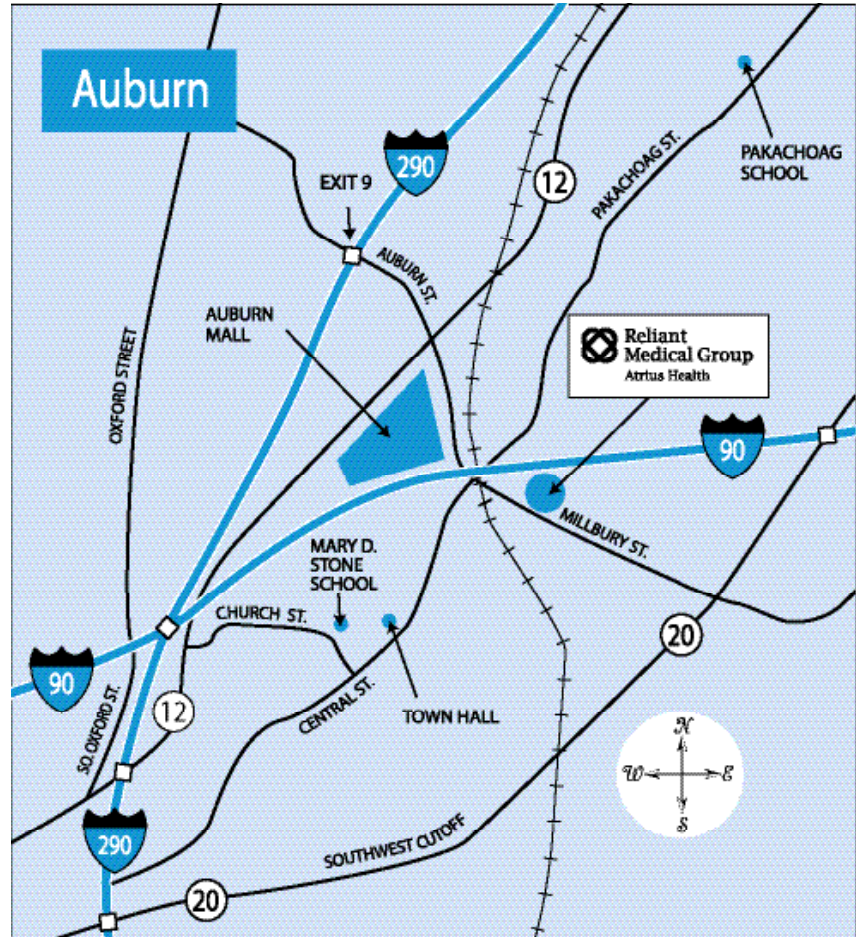 Auburn
290
EXIT 9
12
PAKACHOAG ST.
PAKACHOAG
SCHOOL
AUBURN ST.
AUBURN
MALL
OXFORD STREET
Reliant
Medical Group
Atrius Health
90
MILLBURY ST.
MARY D.
STONE
SCHOOL
CHURCH ST.
20
90
SO. OXFORD ST.
12
CENTRAL ST.
TOWN HALL
N
W
E
S
290
SOUTHWEST CUTOFF
20